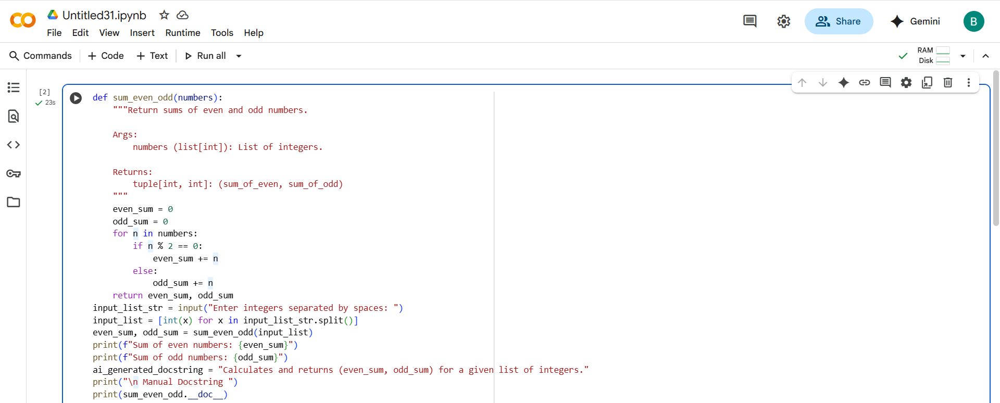 Untitled31.ipynb
File Edit View Insert Runtime Tools Help
Share
Gemini
B
Commands + Code + Text Run all
RAM
Disk
[2]
23s
def sum_even_odd(numbers):
    """Return sums of even and odd numbers.
    Args:
        numbers (list[int]): List of integers.
    Returns:
        tuple[int, int]: (sum_of_even, sum_of_odd)
    """
    even_sum = 0
    odd_sum = 0
    for n in numbers:
        if n % 2 == 0:
            even_sum += n
        else:
            odd_sum += n
    return even_sum, odd_sum
input_list_str = input("Enter integers separated by spaces: ")
input_list = [int(x) for x in input_list_str.split()]
even_sum, odd_sum = sum_even_odd(input_list)
print(f"Sum of even numbers: {even_sum}")
print(f"Sum of odd numbers: {odd_sum}")
ai_generated_docstring = "Calculates and returns (even_sum, odd_sum) for a given list of integers."
print("\n Manual Docstring ")
print(sum_even_odd.__doc__)